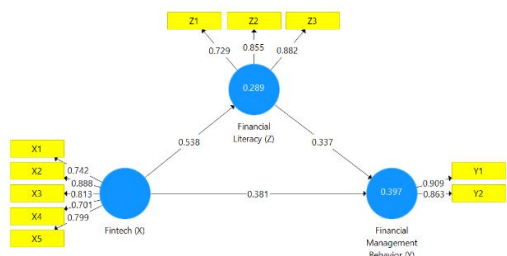 Z1 Z2 Z3
0.729 0.855 0.882
0.289
Financial
Literacy (Z)
0.538 0.337
X1
X2
X3
X4
X5
0.742
0.888
0.813
0.701
0.799
Fintech (X)
0.381
0.397
Financial
Management
Behavior (Y)
0.909
0.863
Y1
Y2